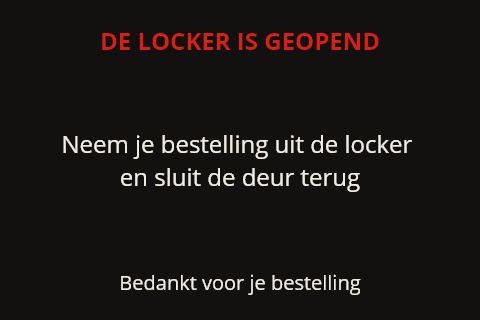 DE LOCKER IS GEOPEND
Neem je bestelling uit de locker
en sluit de deur terug
Bedankt voor je bestelling